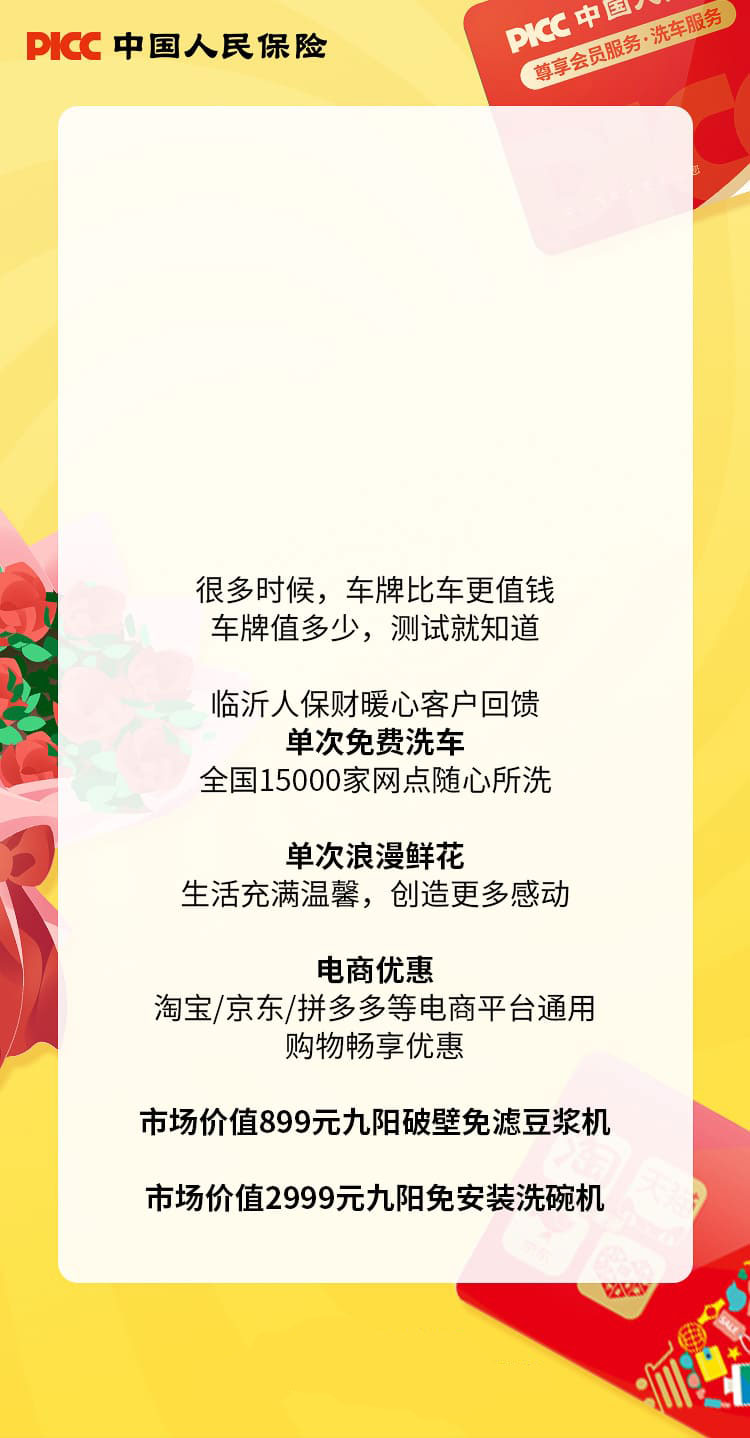 PICC 中国人民保险
PICC 中国人
尊享会员服务·洗车服务
很多时候，车牌比车更值钱
车牌值多少，测试就知道
临沂人保财暖心客户回馈
单次免费洗车
全国15000家网点随心所洗
单次浪漫鲜花
生活充满温馨，创造更多感动
电商优惠
淘宝/京东/拼多多等电商平台通用
购物畅享优惠
市场价值899元九阳破壁免滤豆浆机
市场价值2999元九阳免安装洗碗机
淘
天猫
京东
SALE